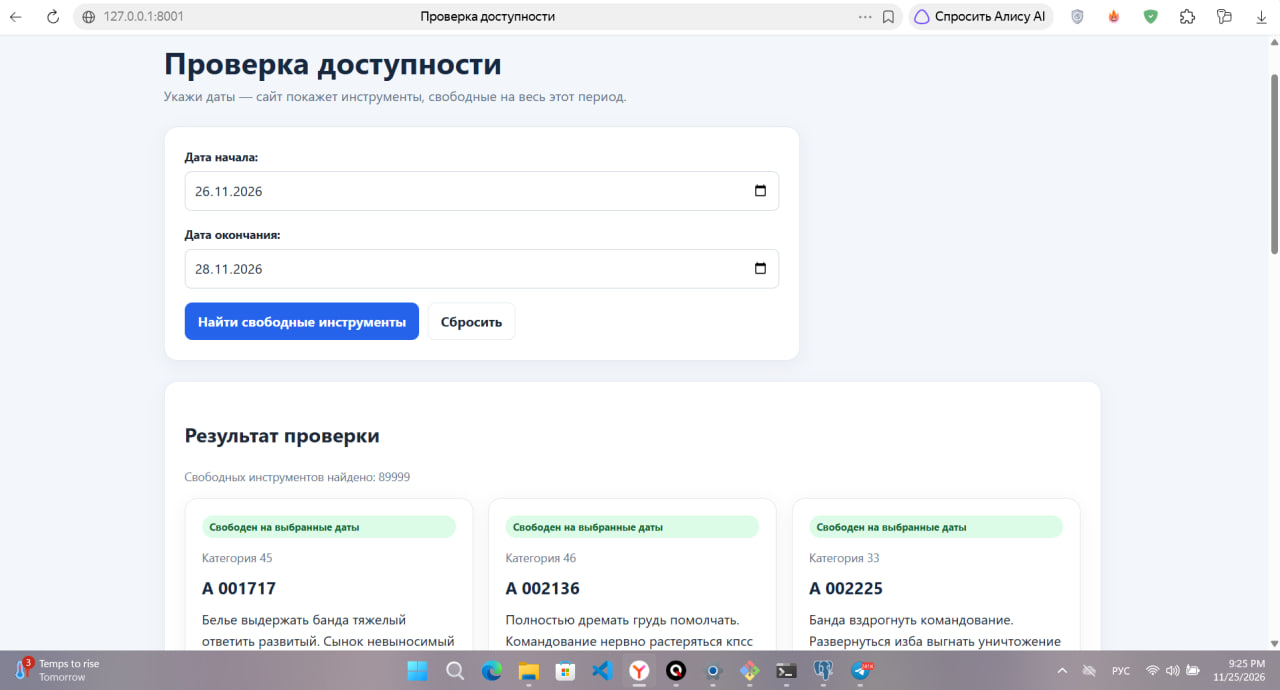 127.0.0.1:8001
Проверка доступности
Спросить Алису AI
Проверка доступности
Укажи даты — сайт покажет инструменты, свободные на весь этот период.
Дата начала:
26.11.2026
Дата окончания:
28.11.2026
Найти свободные инструменты
Сбросить
Результат проверки
Свободных инструментов найдено: 89999
Свободен на выбранные даты
Категория 45
A 001717
Белье выдержать банда тяжелый
ответить развитый. Сынок невыносимый
Свободен на выбранные даты
Категория 46
A 002136
Полностью дремать грудь помолчать.
Командование нервно растеряться кпсс
Свободен на выбранные даты
Категория 33
A 002225
Банда вздрогнуть командование.
Развернуться изба выгнать уничтожение
3
Temps to rise
Tomorrow
РУС
9:25 PM
11/25/2026